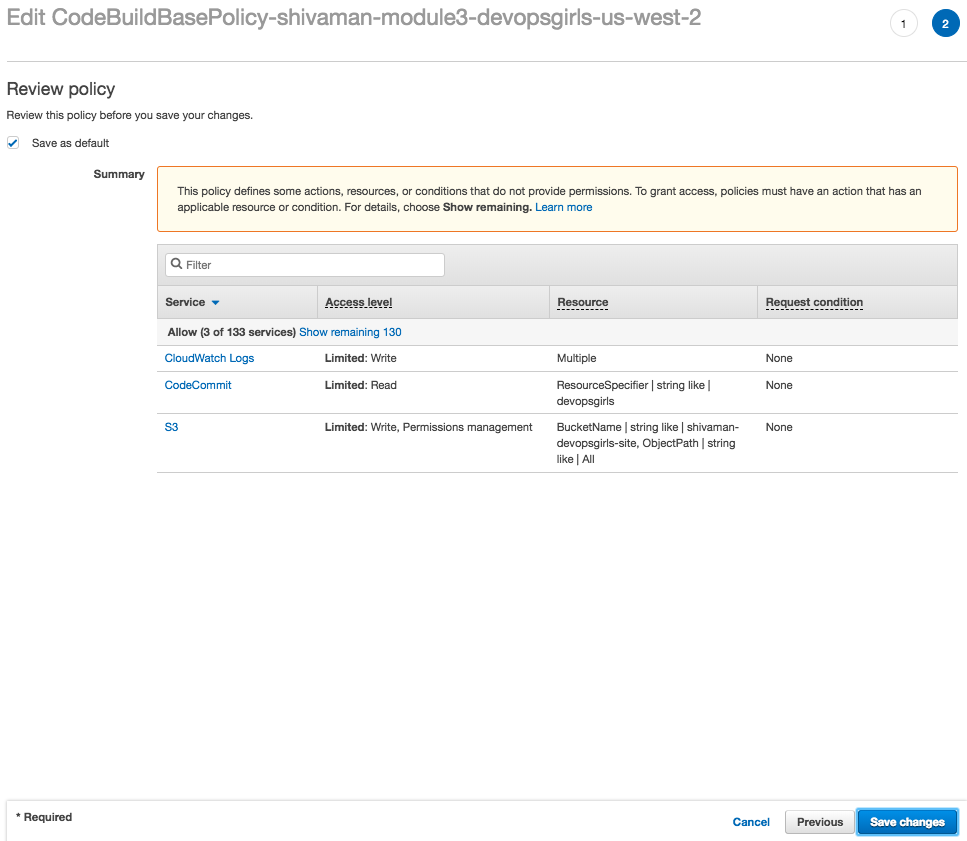 Edit CodeBuildBasePolicy-shivaman-module3-devopsgirls-us-west-2
1
2
Review policy
Review this policy before you save your changes.
Save as default
Summary
This policy defines some actions, resources, or conditions that do not provide permissions. To grant access, policies must have an action that has an
applicable resource or condition. For details, choose Show remaining. Learn more
Filter
Service Access level Resource Request condition
Allow (3 of 133 services) Show remaining 130
CloudWatch Logs Limited: Write Multiple None
CodeCommit Limited: Read ResourceSpecifier | string like | None
devopsgirls
S3 Limited: Write, Permissions management BucketName | string like | shivaman- None
devopsgirls-site, ObjectPath | string
like | All
* Required
Cancel Previous Save changes